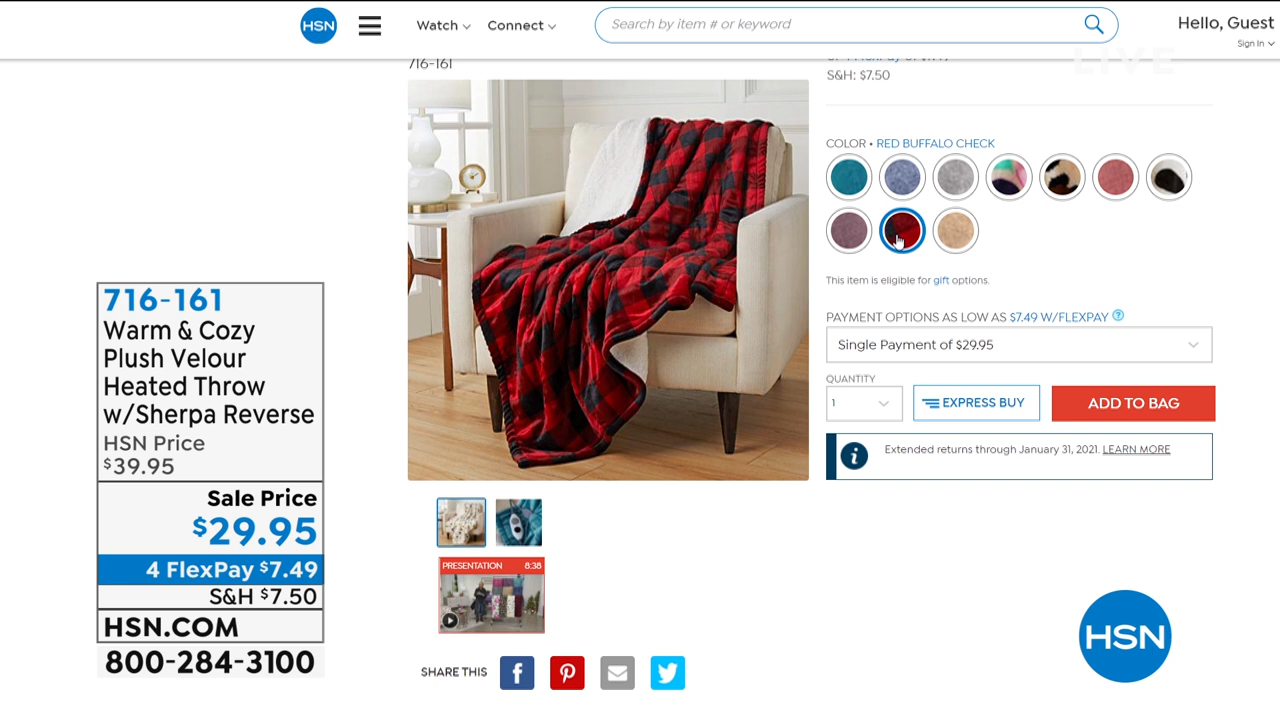 HSN
Watch
Connect
Search by item # or keyword
Hello, Guest
Sign In
LIVE
716-161
S&H: $7.50
COLOR • RED BUFFALO CHECK
This item is eligible for gift options.
PAYMENT OPTIONS AS LOW AS $7.49 W/FLEXPAY ?
Single Payment of $29.95
QUANTITY
1
EXPRESS BUY
ADD TO BAG
i
Extended returns through January 31, 2021. LEARN MORE
716-161
Warm & Cozy
Plush Velour
Heated Throw
w/Sherpa Reverse
HSN Price
$39.95
Sale Price
$29.95
4 FlexPay $7.49
S&H $7.50
HSN.COM
800-284-3100
PRESENTATION 8:38
SHARE THIS
HSN